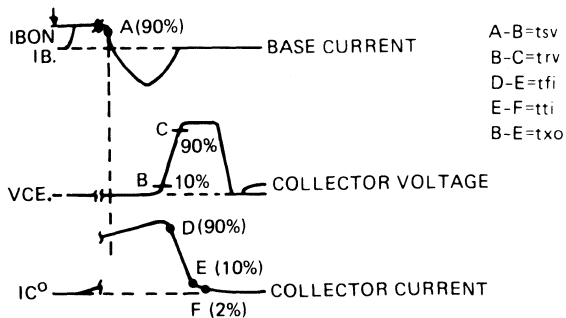 A (90%)
IBON
IB.
BASE CURRENT
A-B=tsv
B-C=trv
D-E=tfi
E-F=tti
B-E=txo
C
90%
B
10%
VCE.
COLLECTOR VOLTAGE
D (90%)
E (10%)
ICO
COLLECTOR CURRENT
F (2%)